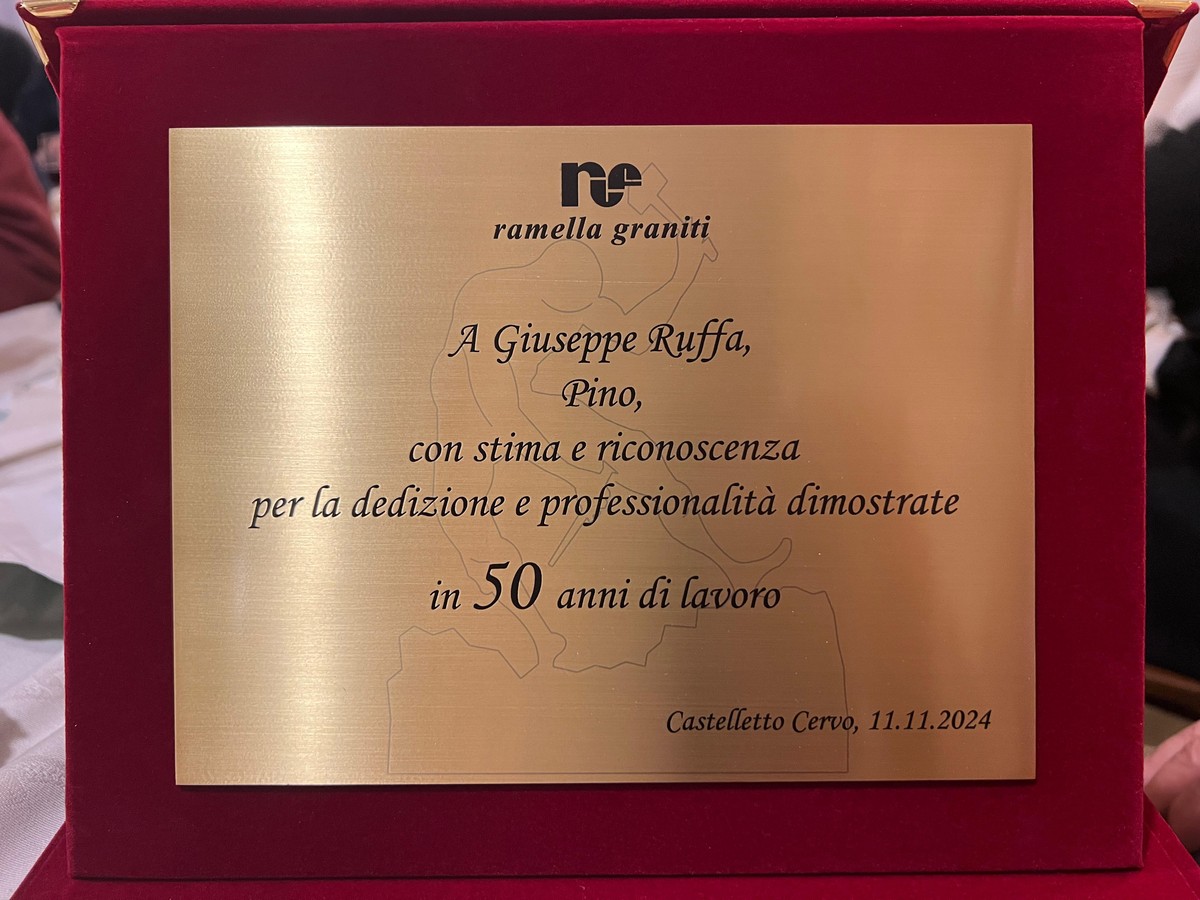 ramella graniti
A Giuseppe Ruffa,
Pino,
con stima e riconoscenza
per la dedizione e professionalità dimostrate
in 50 anni di lavoro
Castelletto Cervo, 11.11.2024